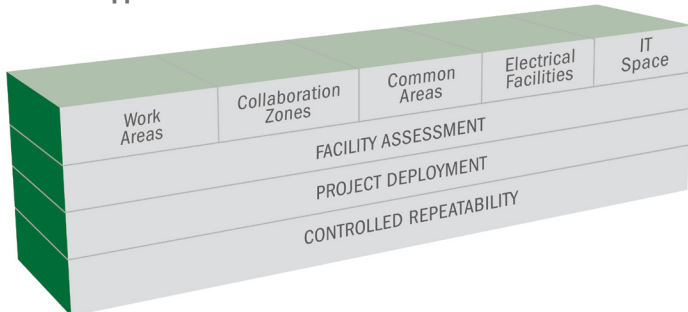 Work
Areas
Collaboration
Zones
Common
Areas
Electrical
Facilities
IT
Space
FACILITY ASSESSMENT
PROJECT DEPLOYMENT
CONTROLLED REPEATABILITY